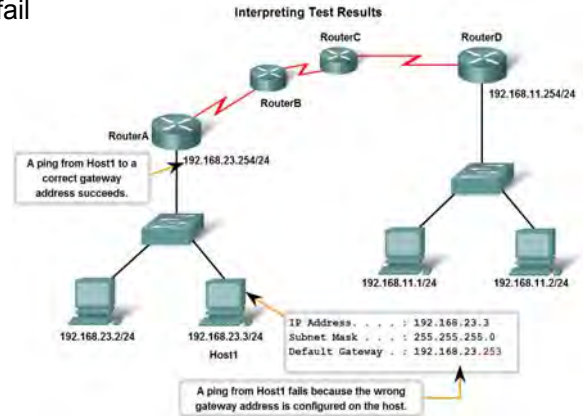 fail
Interpreting Test Results
RouterC
RouterD
RouterB
192.168.11.254/24
RouterA
192.168.23.254/24
A ping from Host1 to a
correct gateway
address succeeds.
192.168.11.1/24
192.168.11.2/24
192.168.23.2/24
192.168.23.3/24
Host1
IP Address. . . . : 192.168.23.3
Subnet Mask . . . : 255.255.255.0
Default Gateway . : 192.168.23.253
A ping from Host1 fails because the wrong
gateway address is configured on the host.